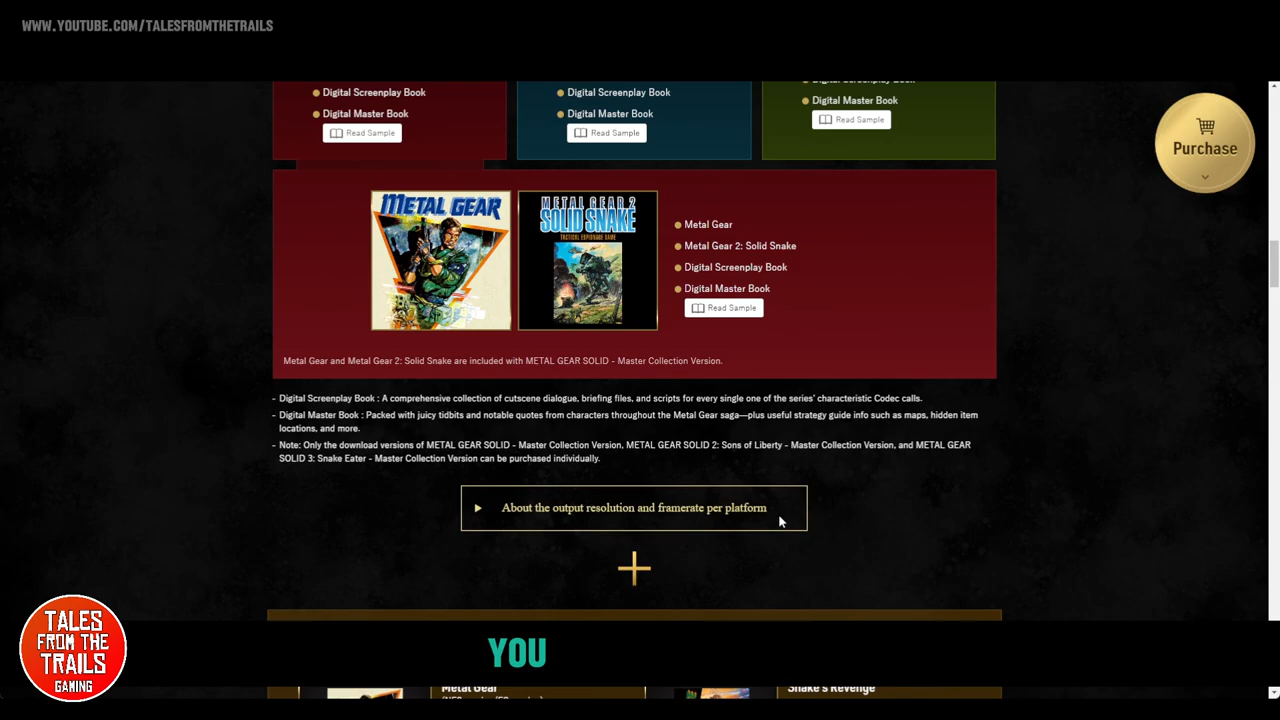 WWW.YOUTUBE.COM/TALESFROMTHETRAILS
Digital Screenplay Book
Digital Master Book
Read Sample
Digital Screenplay Book
Digital Master Book
Read Sample
Digital Screenplay Book
Digital Master Book
Read Sample
Purchase
METAL GEAR
METAL GEAR 2
SOLID SNAKE
TACTICAL ESPIONAGE GAME
Metal Gear
Metal Gear 2: Solid Snake
Digital Screenplay Book
Digital Master Book
Read Sample
Metal Gear and Metal Gear 2: Solid Snake are included with METAL GEAR SOLID - Master Collection Version.
- Digital Screenplay Book : A comprehensive collection of cutscene dialogue, briefing files, and scripts for every single one of the series' characteristic Codec calls.
- Digital Master Book : Packed with juicy tidbits and notable quotes from characters throughout the Metal Gear saga—plus useful strategy guide info such as maps, hidden item
locations, and more.
- Note: Only the download versions of METAL GEAR SOLID - Master Collection Version, METAL GEAR SOLID 2: Sons of Liberty - Master Collection Version, and METAL GEAR
SOLID 3: Snake Eater - Master Collection Version can be purchased individually.
About the output resolution and framerate per platform
YOU
TALES
FROM THE
TRAILS
GAMING
Metal Gear
Snake's Revenge